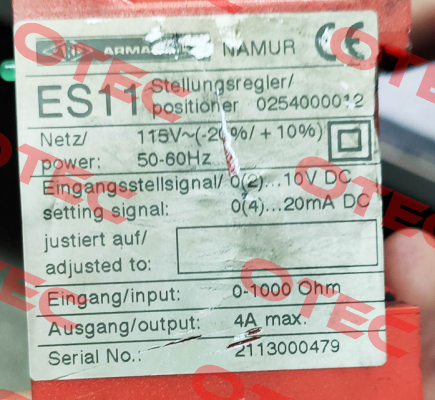 NAMUR CE
ES11 Stellungsregler/
positioner 0254000012
Netz/ 115V~(-20%/ + 10%)
power: 50-60Hz
Eingangsstellsignal/ 0(2)...10V DC
setting signal: 0(4)...20mA DC
justiert auf/
adjusted to:
Eingang/input: 0-1000 Ohm
Ausgang/output: 4A max.
Serial No.: 2113000479
OTEC
OTEC
OTEC
OTEC
OTEC